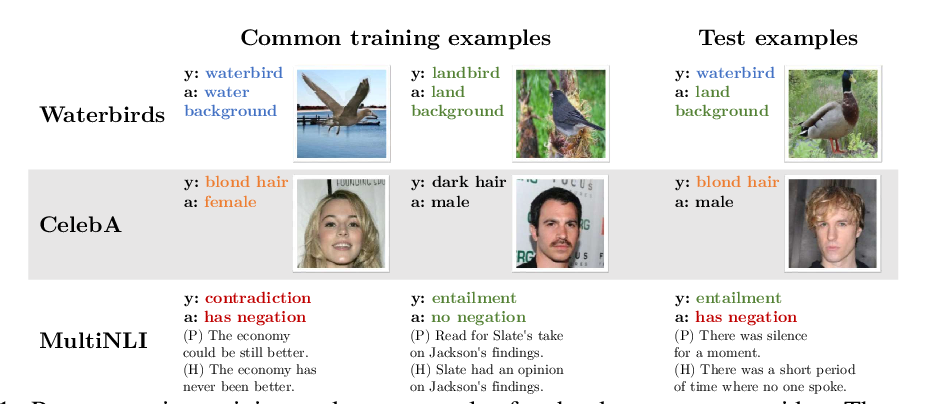 Common training examples
Test examples
Waterbirds
y: waterbird
a: water
background
y: landbird
a: land
background
y: waterbird
a: land
background
CelebA
y: blond hair
a: female
y: dark hair
a: male
FOCUS
y: blond hair
a: male
MultiNLI
y: contradiction
a: has negation
(P) The economy
could be still better.
(H) The economy has
never been better.
y: entailment
a: no negation
(P) Read for Slate's take
on Jackson's findings.
(H) Slate had an opinion
on Jackson's findings.
y: entailment
a: has negation
(P) There was silence
for a moment.
(H) There was a short period
of time where no one spoke.